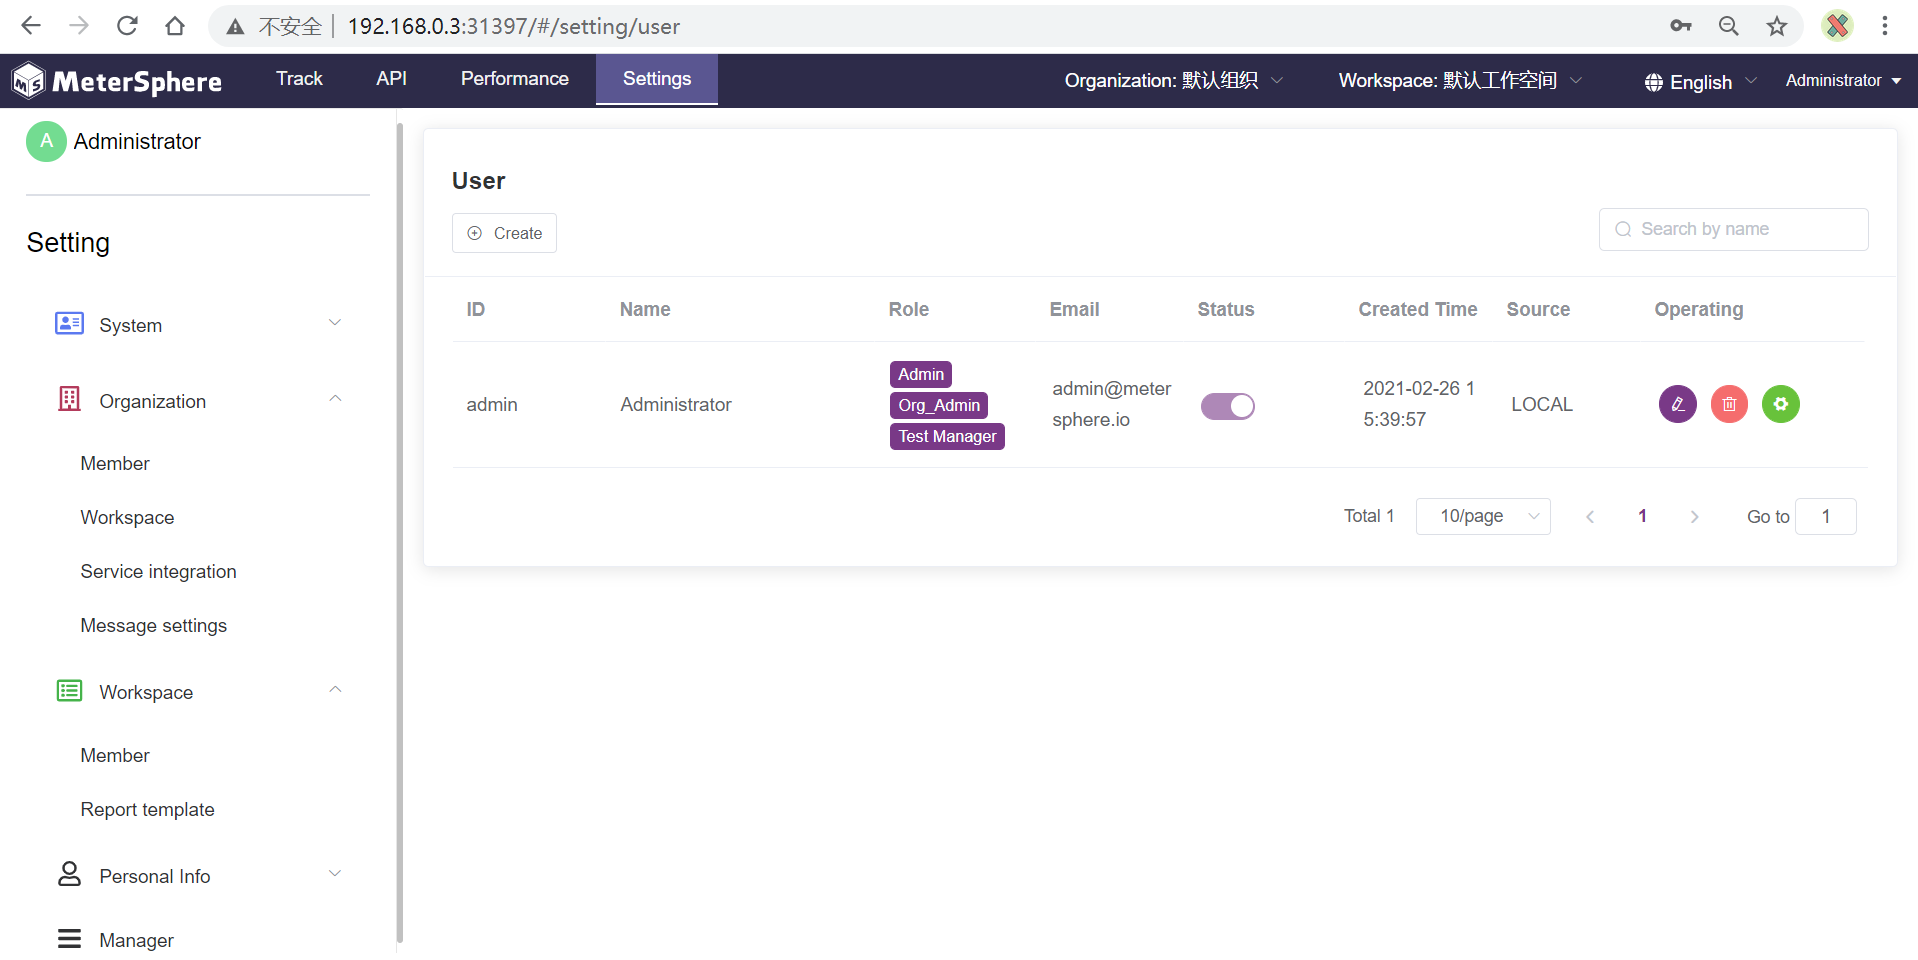 不安全 192.168.0.3:31397/#/setting/user
MeterSphere Track API Performance Settings Organization: 默认组织 Workspace: 默认工作空间 English Administrator
A Administrator
Setting
System
Organization
Member
Workspace
Service integration
Message settings
Workspace
Member
Report template
Personal Info
Manager
User
Create
Search by name
ID Name Role Email Status Created Time Source Operating
admin Administrator
Admin
Org_Admin
Test Manager
admin@meter
sphere.io
2021-02-26 1
5:39:57
LOCAL
Total 1 10/page 1 Go to 1